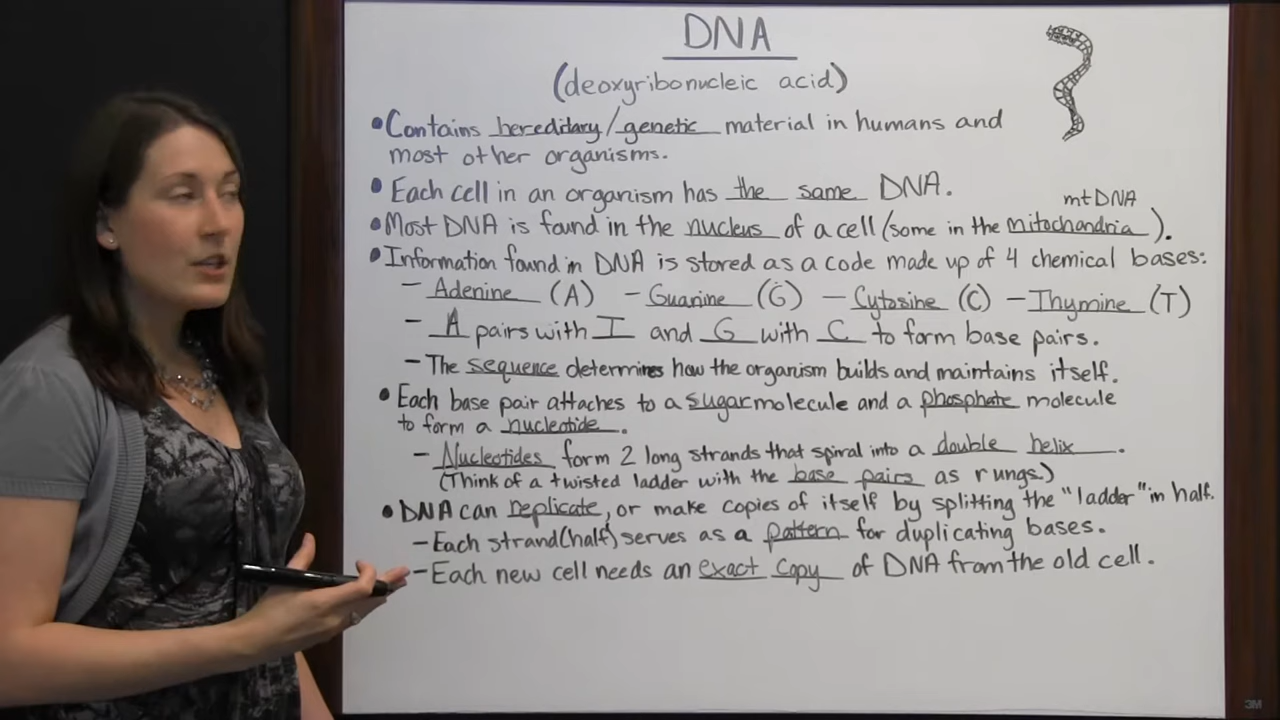 DNA
(deoxyribonucleic acid)
•Contains hereditary/genetic material in humans and
most other organisms.
•Each cell in an organism has the same DNA.
mtDNA
•Most DNA is found in the nucleus of a cell (some in the mitochondria).
•Information found in DNA is stored as a code made up of 4 chemical bases:
- Adenine (A) - Guanine (G) - Cytosine (C) - Thymine (T)
- A pairs with T and G with C to form base pairs.
- The sequence determines how the organism builds and maintains itself.
•Each base pair attaches to a sugar molecule and a phosphate molecule
to form a nucleotide.
- Nucleotides form 2 long strands that spiral into a double helix.
(Think of a twisted ladder with the base pairs as rungs.)
•DNA can replicate, or make copies of itself by splitting the "ladder" in half.
- Each strand (half) serves as a pattern for duplicating bases.
- Each new cell needs an exact copy of DNA from the old cell.
3M